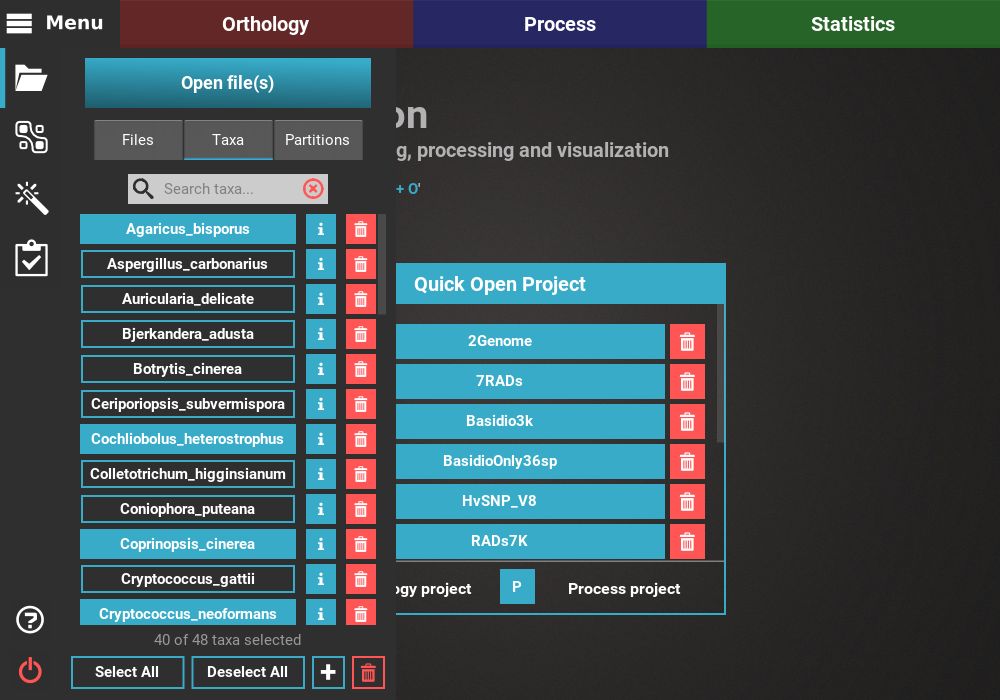 Menu
Orthology
Process
Statistics
Open file(s)
Files
Taxa
Partitions
Search taxa...
Agaricus_bisporus
Aspergillus_carbonarius
Auricularia_delicate
Bjerkandera_adusta
Botrytis_cinerea
Ceriporiopsis_subvermispora
Cochliobolus_heterostrophus
Colletotrichum_higginsianum
Coniophora_puteana
Coprinopsis_cinerea
Cryptococcus_gattii
Cryptococcus_neoformans
40 of 48 taxa selected
Select All
Deselect All
on
g, processing and visualization
+ O'
Quick Open Project
2Genome
7RADs
Basidio3k
BasidioOnly36sp
HvSNP_V8
RADs7K
ogy project
P
Process project